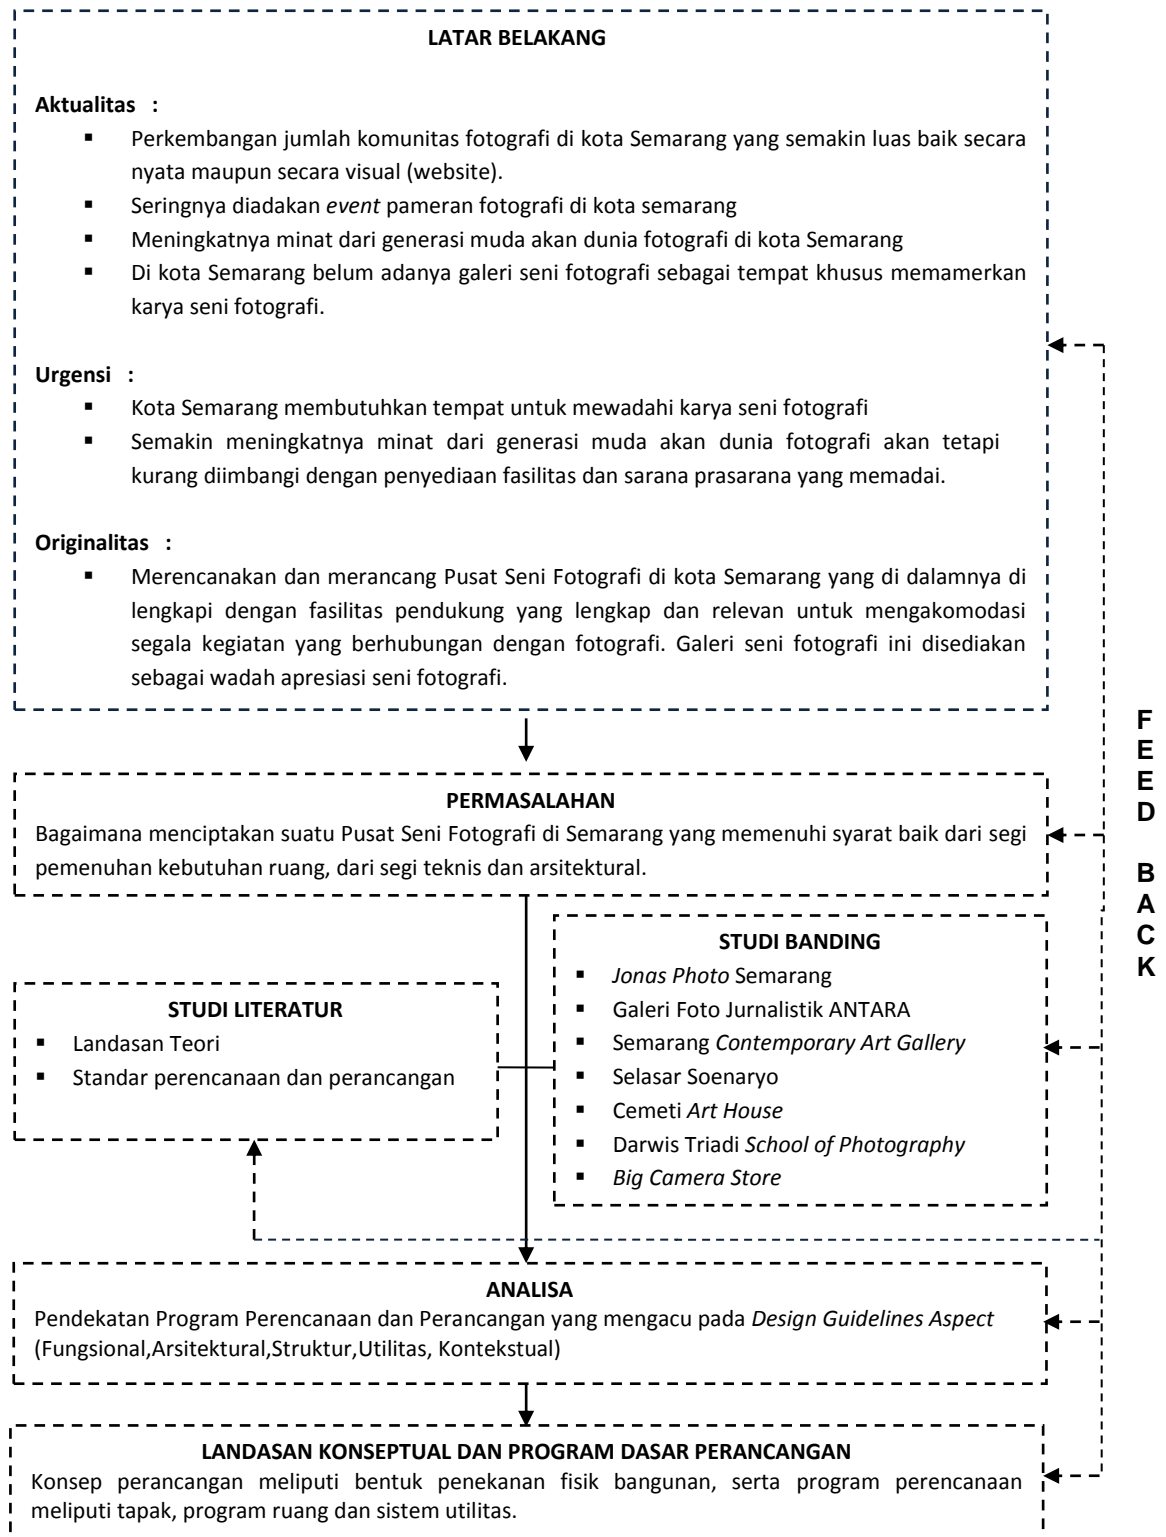 LATAR BELAKANG
Aktualitas :
▪ Perkembangan jumlah komunitas fotografi di kota Semarang yang semakin luas baik secara
nyata maupun secara visual (website).
▪ Seringnya diadakan event pameran fotografi di kota semarang
▪ Meningkatnya minat dari generasi muda akan dunia fotografi di kota Semarang
▪ Di kota Semarang belum adanya galeri seni fotografi sebagai tempat khusus memamerkan
karya seni fotografi.
Urgensi :
▪ Kota Semarang membutuhkan tempat untuk mewadahi karya seni fotografi
▪ Semakin meningkatnya minat dari generasi muda akan dunia fotografi akan tetapi
kurang diimbangi dengan penyediaan fasilitas dan sarana prasarana yang memadai.
Originalitas :
▪ Merencanakan dan merancang Pusat Seni Fotografi di kota Semarang yang di dalamnya di
lengkapi dengan fasilitas pendukung yang lengkap dan relevan untuk mengakomodasi
segala kegiatan yang berhubungan dengan fotografi. Galeri seni fotografi ini disediakan
sebagai wadah apresiasi seni fotografi.
PERMASALAHAN
Bagaimana menciptakan suatu Pusat Seni Fotografi di Semarang yang memenuhi syarat baik dari segi
pemenuhan kebutuhan ruang, dari segi teknis dan arsitektural.
STUDI LITERATUR
▪ Landasan Teori
▪ Standar perencanaan dan perancangan
STUDI BANDING
▪ Jonas Photo Semarang
▪ Galeri Foto Jurnalistik ANTARA
▪ Semarang Contemporary Art Gallery
▪ Selasar Soenaryo
▪ Cemeti Art House
▪ Darwis Triadi School of Photography
▪ Big Camera Store
ANALISA
Pendekatan Program Perencanaan dan Perancangan yang mengacu pada Design Guidelines Aspect
(Fungsional,Arsitektural,Struktur,Utilitas, Kontekstual)
LANDASAN KONSEPTUAL DAN PROGRAM DASAR PERANCANGAN
Konsep perancangan meliputi bentuk penekanan fisik bangunan, serta program perencanaan
meliputi tapak, program ruang dan sistem utilitas.
F
E
E
D
B
A
C
K